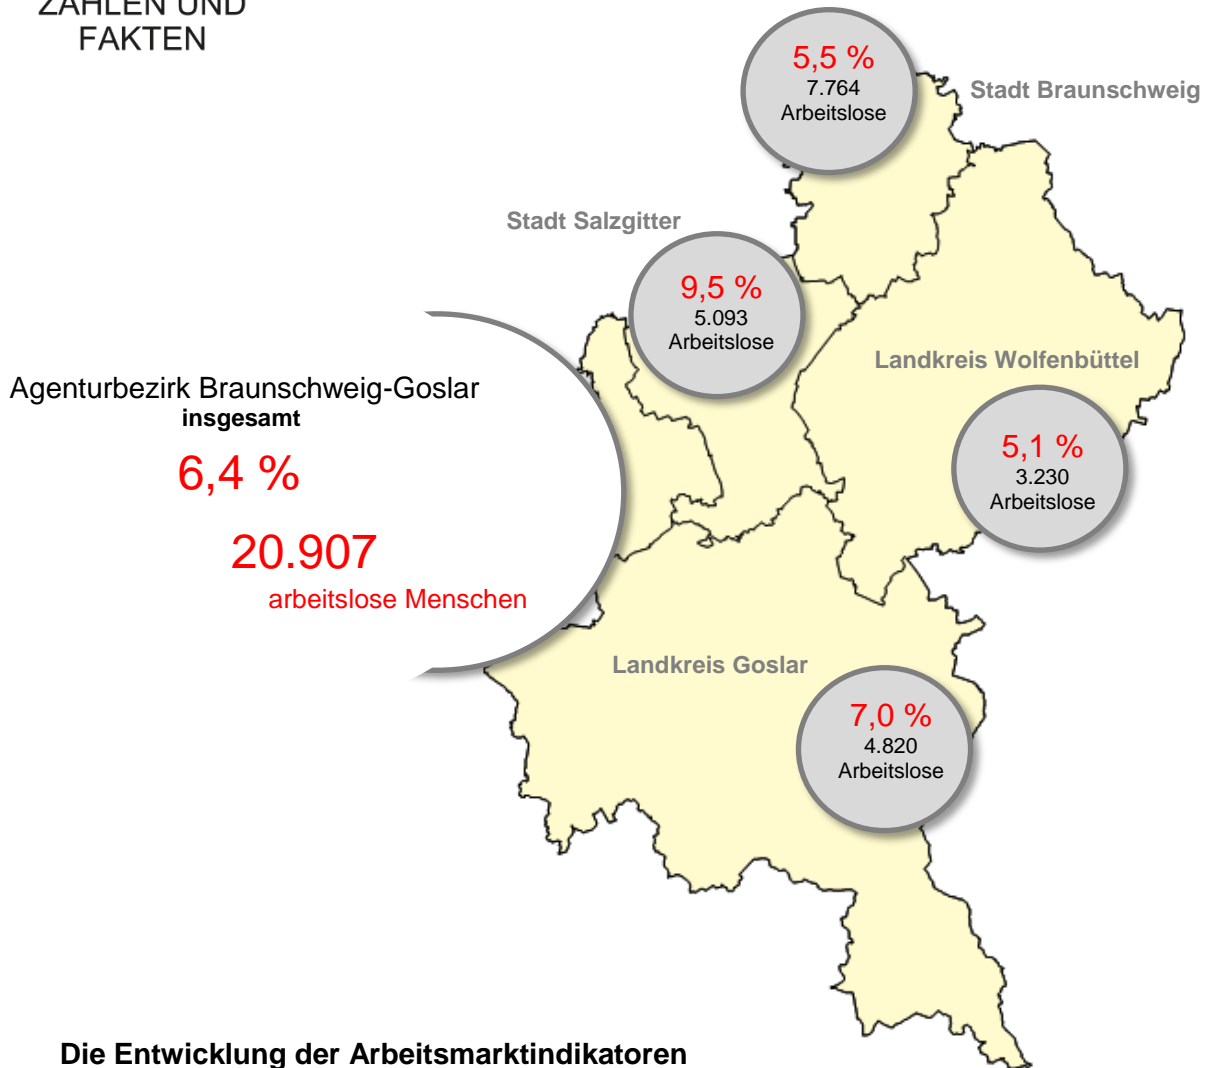 ZAHLEN UND
FAKTEN
5,5 %
7.764
Arbeitslose
Stadt Braunschweig
Stadt Salzgitter
9,5 %
5.093
Arbeitslose
Landkreis Wolfenbüttel
5,1 %
3.230
Arbeitslose
Agenturbezirk Braunschweig-Goslar
insgesamt
6,4 %
20.907
arbeitslose Menschen
Landkreis Goslar
7,0 %
4.820
Arbeitslose
Die Entwicklung der Arbeitsmarktindikatoren